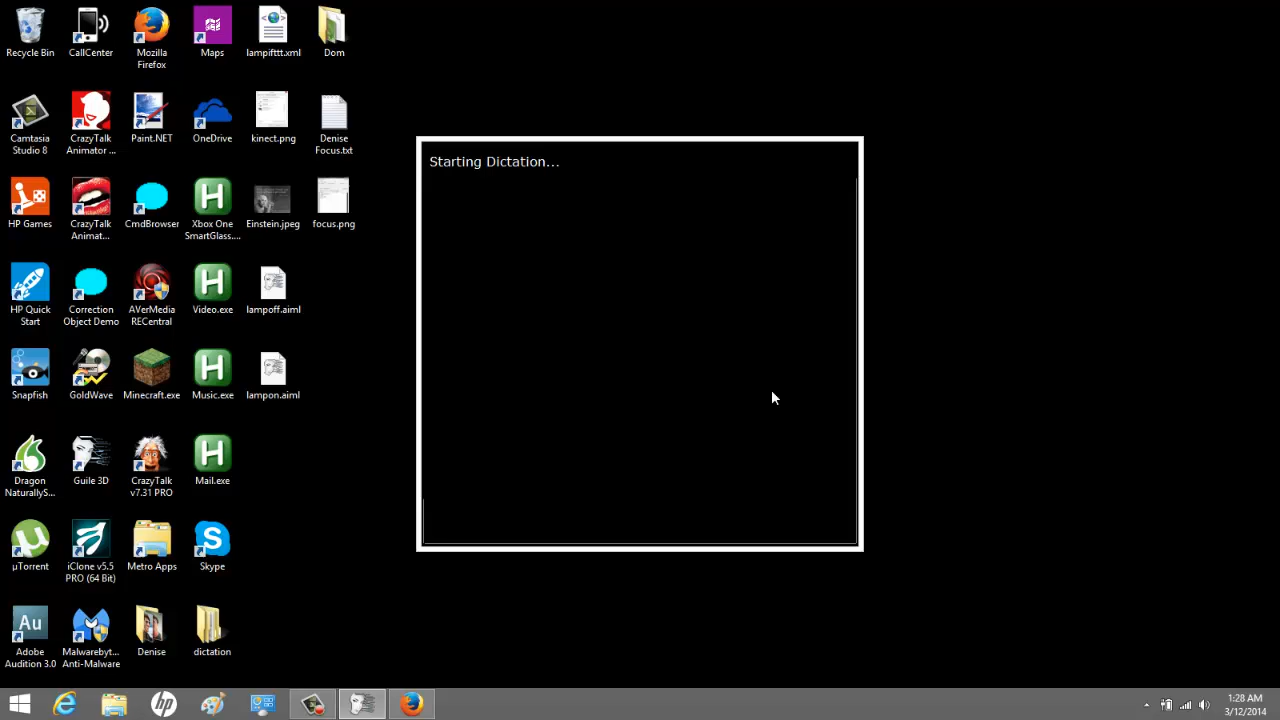 Recycle Bin
CallCenter
Mozilla
Firefox
Maps
lampifttt.xml
Dom
Camtasia
Studio 8
CrazyTalk
Animator ...
Paint.NET
OneDrive
kinect.png
Denise
Focus.txt
HP Games
CrazyTalk
Animat...
CmdBrowser
Xbox One
SmartGlass....
Einstein.jpeg
focus.png
HP Quick
Start
Correction
Object Demo
AVerMedia
RECentral
Video.exe
lampoff.aiml
Snapfish
GoldWave
Minecraft.exe
Music.exe
lampon.aiml
Dragon
NaturallyS...
Guile 3D
CrazyTalk
v7.31 PRO
Mail.exe
µTorrent
iClone v5.5
PRO (64 Bit)
Metro Apps
Skype
Au
Adobe
Audition 3.0
Malwarebyt...
Anti-Malware
Denise
dictation
Starting Dictation...
hp
1:28 AM
3/12/2014